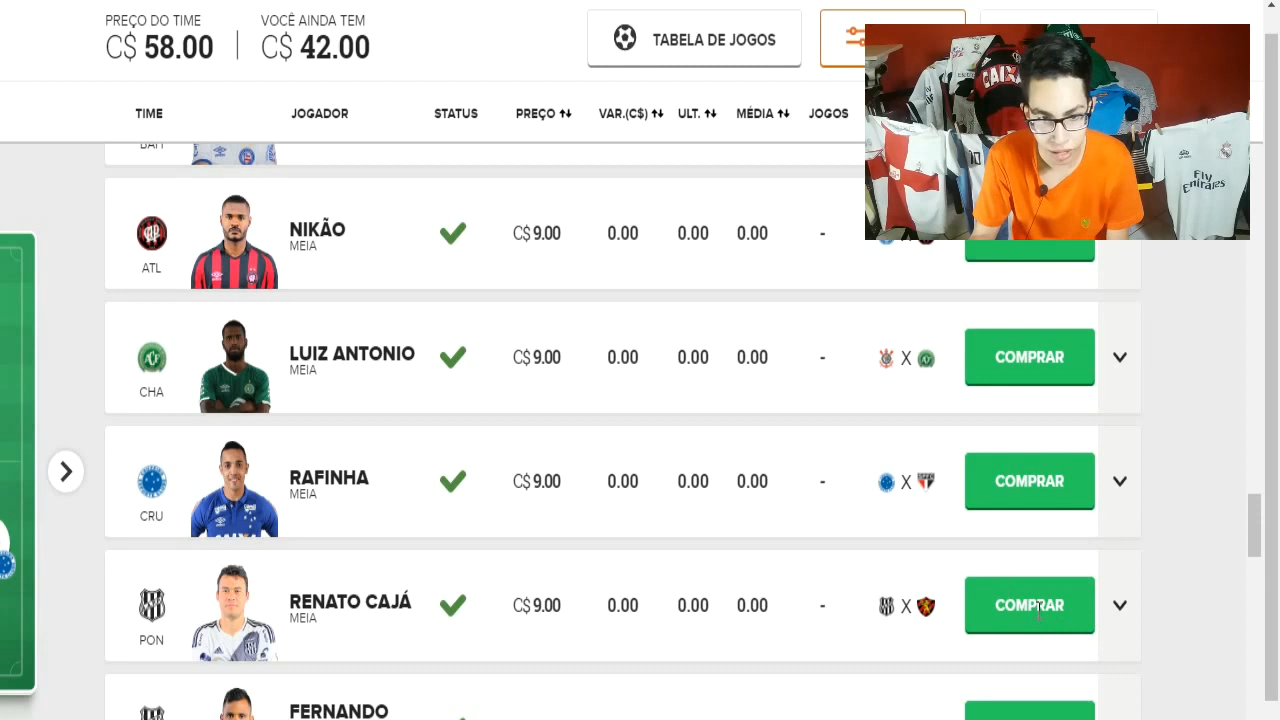 PREÇO DO TIME
C$ 58.00
VOCÊ AINDA TEM
C$ 42.00
TABELA DE JOGOS
TIME JOGADOR STATUS PREÇO VAR.(C$) ULT. MÉDIA JOGOS
ATL
NIKÃO
MEIA
C$ 9.00 0.00 0.00 0.00 -
CHA
LUIZ ANTONIO
MEIA
C$ 9.00 0.00 0.00 0.00 -
X
COMPRAR
CRU
RAFINHA
MEIA
C$ 9.00 0.00 0.00 0.00 -
X
COMPRAR
PON
RENATO CAJÁ
MEIA
C$ 9.00 0.00 0.00 0.00 -
X
COMPRAR
FERNANDO
CAIXA
Fly
Emirates